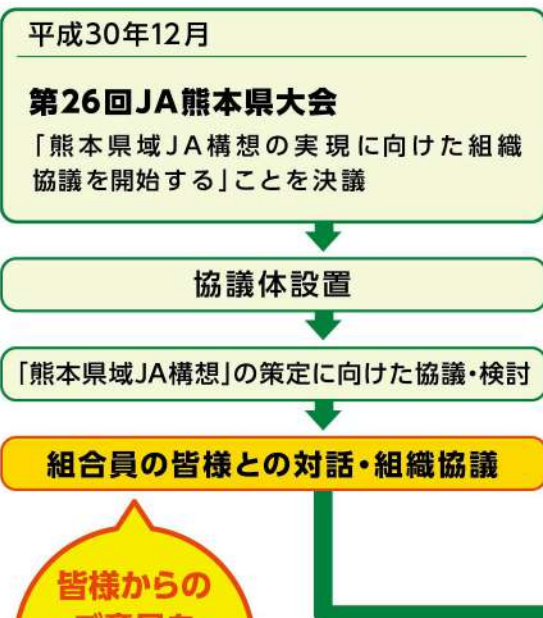 平成30年12月
第26回JA熊本県大会
「熊本県域JA構想の実現に向けた組織
協議を開始する」ことを決議
協議体設置
「熊本県域JA構想」の策定に向けた協議・検討
組合員の皆様との対話・組織協議
皆様からの